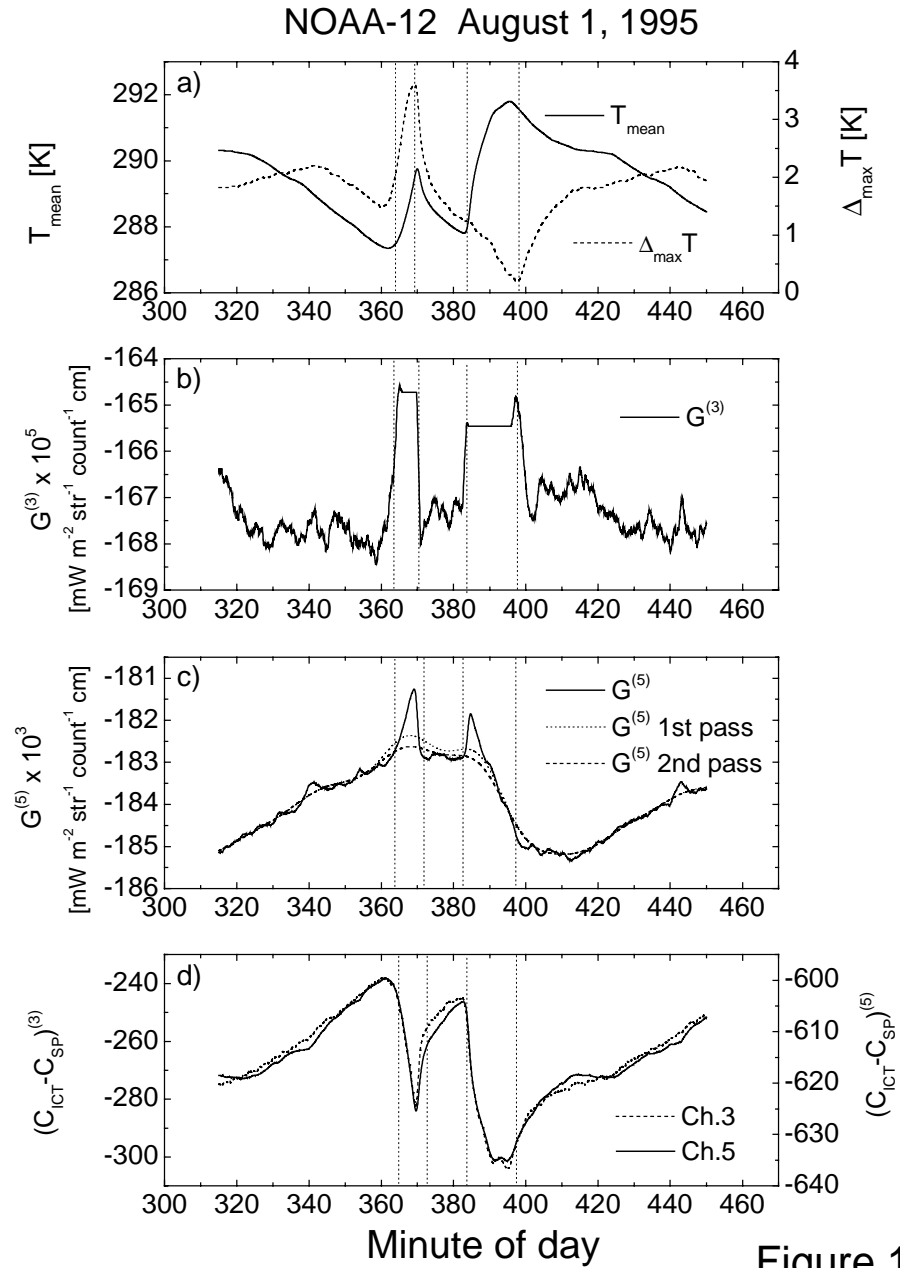 NOAA-12 August 1, 1995
a)
T_mean [K]
292
290
288
286
4
3
2
1
0
Δ_max T [K]
T_mean
Δ_max T
300 320 340 360 380 400 420 440 460
b)
G^(3) x 10^5
[mW m^-2 str^-1 count^-1 cm]
-164
-165
-166
-167
-168
-169
G^(3)
300 320 340 360 380 400 420 440 460
c)
G^(5) x 10^3
[mW m^-2 str^-1 count^-1 cm]
-181
-182
-183
-184
-185
-186
G^(5)
G^(5) 1st pass
G^(5) 2nd pass
300 320 340 360 380 400 420 440 460
d)
(C_ICT-C_SP)^(3)
-240
-260
-280
-300
-600
-610
-620
-630
-640
(C_ICT-C_SP)^(5)
Ch.3
Ch.5
300 320 340 360 380 400 420 440 460
Minute of day
Figure 1